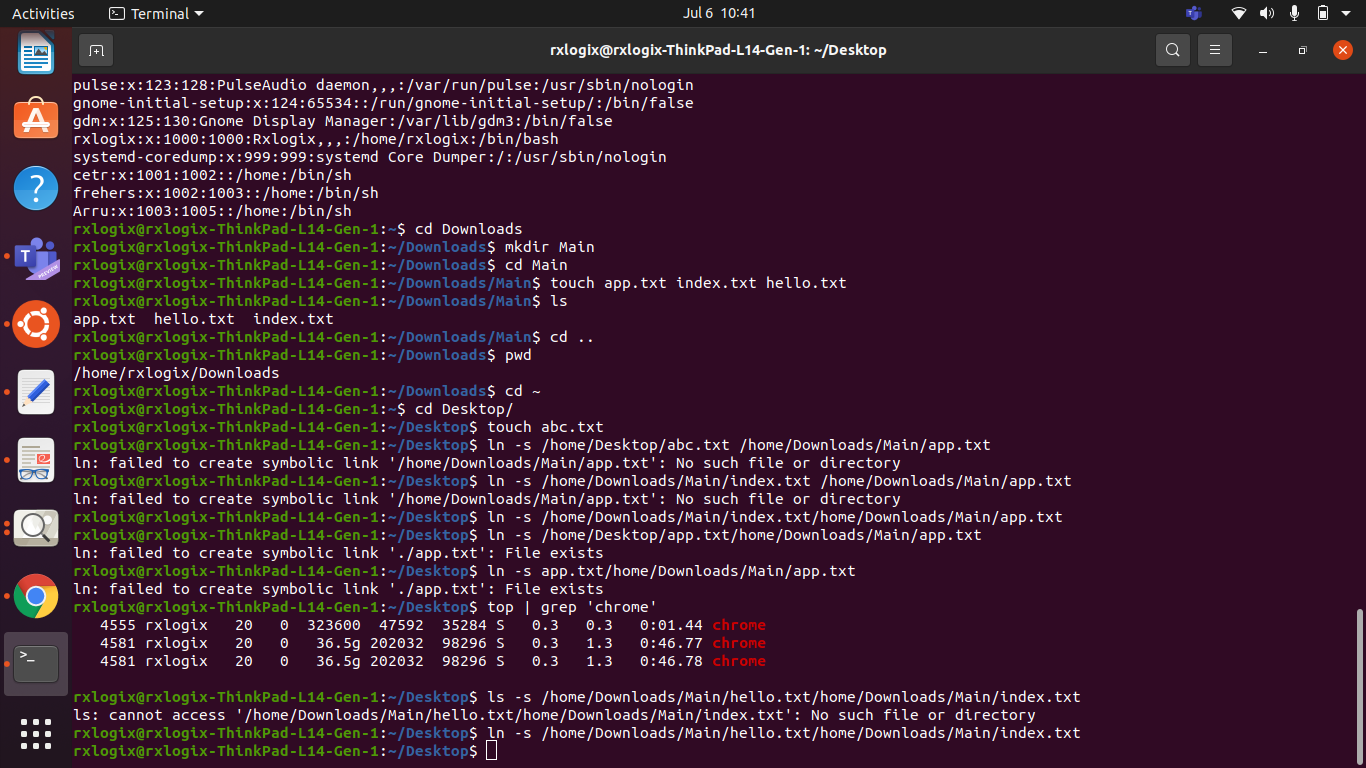 Activities
Terminal
Jul 6 10:41
rxlogix@rxlogix-ThinkPad-L14-Gen-1: ~/Desktop
pulse:x:123:128:PulseAudio daemon,,,:/var/run/pulse:/usr/sbin/nologin
gnome-initial-setup:x:124:65534::/run/gnome-initial-setup/:/bin/false
gdm:x:125:130:Gnome Display Manager:/var/lib/gdm3:/bin/false
rxlogix:x:1000:1000:Rxlogix,,,:/home/rxlogix:/bin/bash
systemd-coredump:x:999:999:systemd Core Dumper:/:/usr/sbin/nologin
cetr:x:1001:1002::/home:/bin/sh
frehers:x:1002:1003::/home:/bin/sh
Arru:x:1003:1005::/home:/bin/sh
rxlogix@rxlogix-ThinkPad-L14-Gen-1:~$ cd Downloads
rxlogix@rxlogix-ThinkPad-L14-Gen-1:~/Downloads$ mkdir Main
rxlogix@rxlogix-ThinkPad-L14-Gen-1:~/Downloads$ cd Main
rxlogix@rxlogix-ThinkPad-L14-Gen-1:~/Downloads/Main$ touch app.txt index.txt hello.txt
rxlogix@rxlogix-ThinkPad-L14-Gen-1:~/Downloads/Main$ ls
app.txt  hello.txt  index.txt
rxlogix@rxlogix-ThinkPad-L14-Gen-1:~/Downloads/Main$ cd ..
rxlogix@rxlogix-ThinkPad-L14-Gen-1:~/Downloads$ pwd
/home/rxlogix/Downloads
rxlogix@rxlogix-ThinkPad-L14-Gen-1:~/Downloads$ cd ~
rxlogix@rxlogix-ThinkPad-L14-Gen-1:~$ cd Desktop/
rxlogix@rxlogix-ThinkPad-L14-Gen-1:~/Desktop$ touch abc.txt
rxlogix@rxlogix-ThinkPad-L14-Gen-1:~/Desktop$ ln -s /home/Desktop/abc.txt /home/Downloads/Main/app.txt
ln: failed to create symbolic link '/home/Downloads/Main/app.txt': No such file or directory
rxlogix@rxlogix-ThinkPad-L14-Gen-1:~/Desktop$ ln -s /home/Downloads/Main/index.txt /home/Downloads/Main/app.txt
ln: failed to create symbolic link '/home/Downloads/Main/app.txt': No such file or directory
rxlogix@rxlogix-ThinkPad-L14-Gen-1:~/Desktop$ ln -s /home/Downloads/Main/index.txt/home/Downloads/Main/app.txt
rxlogix@rxlogix-ThinkPad-L14-Gen-1:~/Desktop$ ln -s /home/Desktop/app.txt/home/Downloads/Main/app.txt
ln: failed to create symbolic link './app.txt': File exists
rxlogix@rxlogix-ThinkPad-L14-Gen-1:~/Desktop$ ln -s app.txt/home/Downloads/Main/app.txt
ln: failed to create symbolic link './app.txt': File exists
rxlogix@rxlogix-ThinkPad-L14-Gen-1:~/Desktop$ top | grep 'chrome'
   4555 rxlogix   20   0  323600  47592  35284 S   0.3   0.3   0:01.44 chrome
   4581 rxlogix   20   0   36.5g 202032  98296 S   0.3   1.3   0:46.77 chrome
   4581 rxlogix   20   0   36.5g 202032  98296 S   0.3   1.3   0:46.78 chrome
rxlogix@rxlogix-ThinkPad-L14-Gen-1:~/Desktop$ ls -s /home/Downloads/Main/hello.txt/home/Downloads/Main/index.txt
ls: cannot access '/home/Downloads/Main/hello.txt/home/Downloads/Main/index.txt': No such file or directory
rxlogix@rxlogix-ThinkPad-L14-Gen-1:~/Desktop$ ln -s /home/Downloads/Main/hello.txt/home/Downloads/Main/index.txt
rxlogix@rxlogix-ThinkPad-L14-Gen-1:~/Desktop$